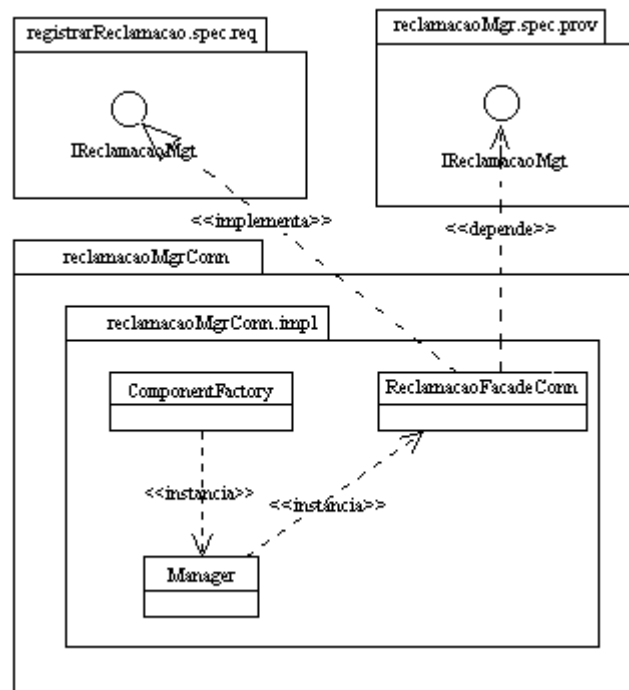 registrarReclamacao.spec.req
reclamacaoMgr.spec.prov
IReclamacaoMgt
IReclamacaoMgt
<<implementa>>
<<depende>>
reclamacaoMgrConn
reclamacaoMgrConn.impl
ComponentFactory
ReclamacaoFacadeConn
<<instancia>>
<<instancia>>
Manager